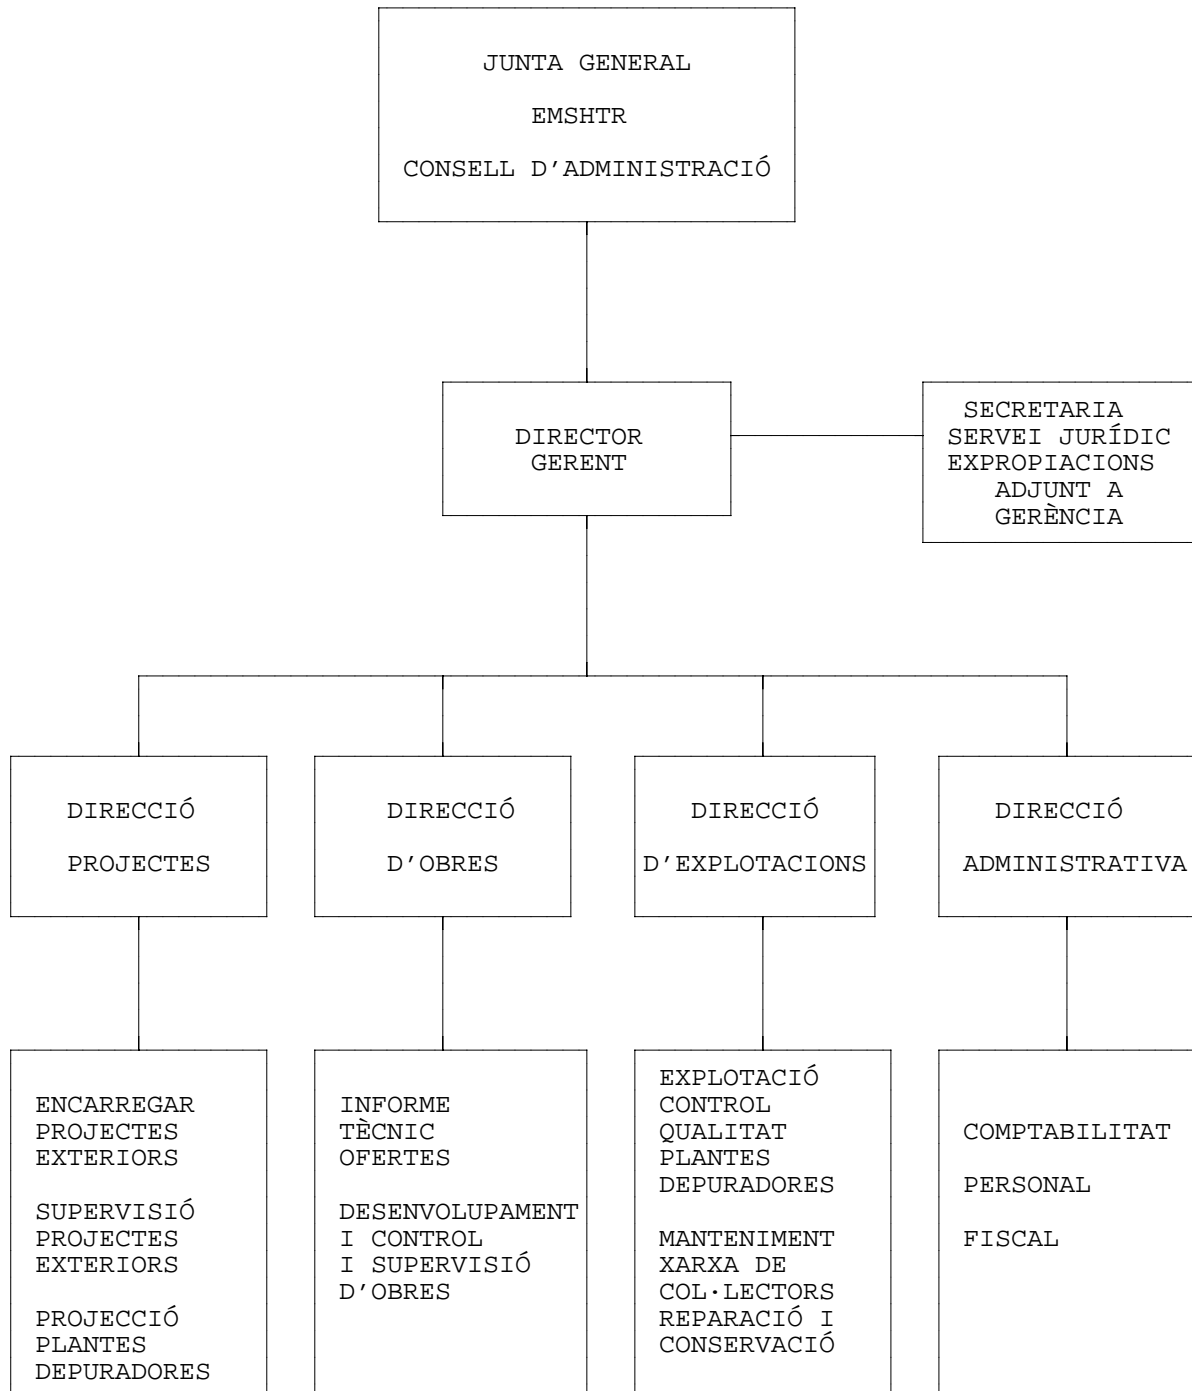 JUNTA GENERAL
EMSHTR
CONSELL D'ADMINISTRACIÓ
DIRECTOR
GERENT
SECRETARIA
SERVEI JURÍDIC
EXPROPIACIONS
ADJUNT A
GERÈNCIA
DIRECCIÓ
PROJECTES
DIRECCIÓ
D'OBRES
DIRECCIÓ
D'EXPLOTACIONS
DIRECCIÓ
ADMINISTRATIVA
ENCARREGAR
PROJECTES
EXTERIORS
SUPERVISIÓ
PROJECTES
EXTERIORS
PROJECCIÓ
PLANTES
DEPURADORES
INFORME
TÈCNIC
OFERTES
DESENVOLUPAMENT
I CONTROL
I SUPERVISIÓ
D'OBRES
EXPLOTACIÓ
CONTROL
QUALITAT
PLANTES
DEPURADORES
MANTENIMENT
XARXA DE
COL·LECTORS
REPARACIÓ I
CONSERVACIÓ
COMPTABILITAT
PERSONAL
FISCAL